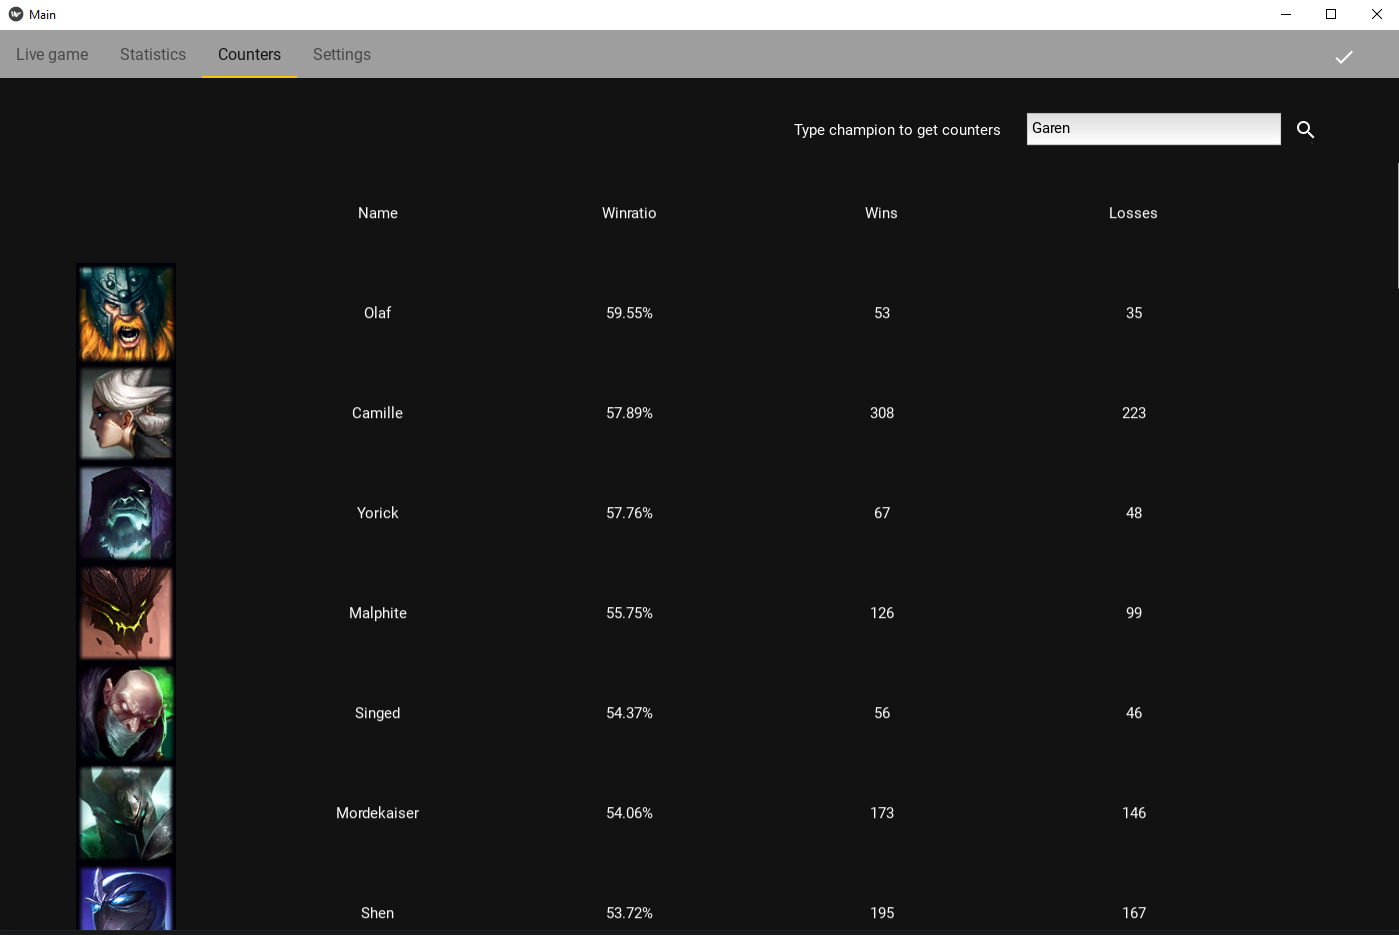 Main
Live game Statistics Counters Settings
Type champion to get counters Garen
Name Winratio Wins Losses
Olaf 59.55% 53 35
Camille 57.89% 308 223
Yorick 57.76% 67 48
Malphite 55.75% 126 99
Singed 54.37% 56 46
Mordekaiser 54.06% 173 146
Shen 53.72% 195 167